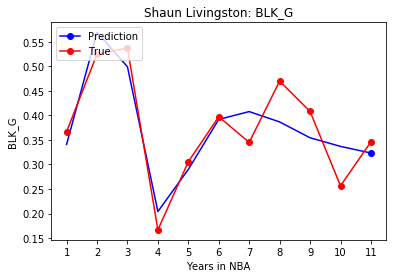 Shaun Livingston: BLK_G
Prediction
True
0.55
0.50
0.45
0.40
0.35
0.30
0.25
0.20
0.15
BLK_G
1 2 3 4 5 6 7 8 9 10 11
Years in NBA